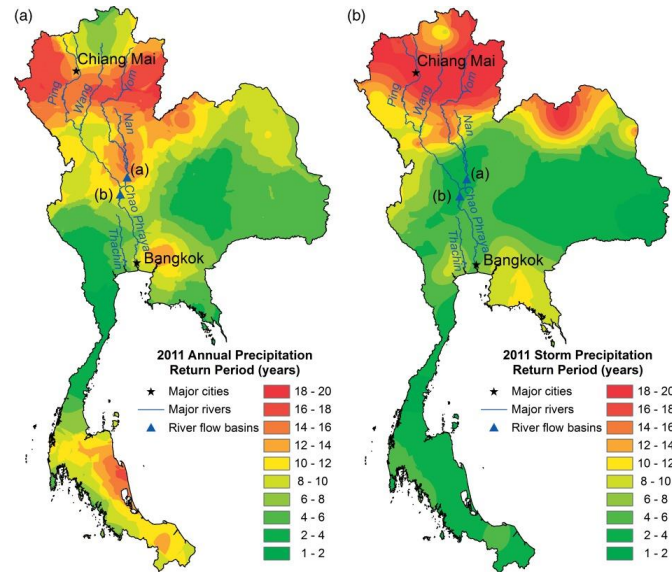 (a)
Chiang Mai
Ping
Wang
Yom
Nan
(a)
(b)
Chao Phraya
Thachin
Bangkok
2011 Annual Precipitation
Return Period (years)
Major cities
Major rivers
River flow basins
18 - 20
16 - 18
14 - 16
12 - 14
10 - 12
8 - 10
6 - 8
4 - 6
2 - 4
1 - 2
(b)
Chiang Mai
Ping
Wang
Yom
Nan
(a)
(b)
Chao Phraya
Thachin
Bangkok
2011 Storm Precipitation
Return Period (years)
Major cities
Major rivers
River flow basins
18 - 20
16 - 18
14 - 16
12 - 14
10 - 12
8 - 10
6 - 8
4 - 6
2 - 4
1 - 2